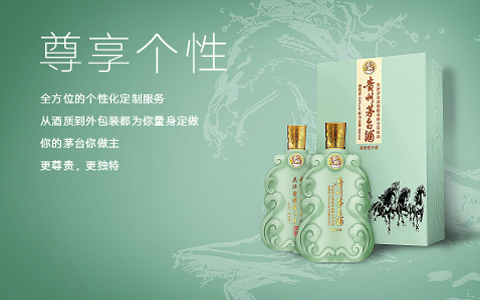 尊享个性
全方位的个性化定制服务
从酒质到外包装都为你量身定做
你的茅台你做主
更尊贵，更独特
贵州茅台酒